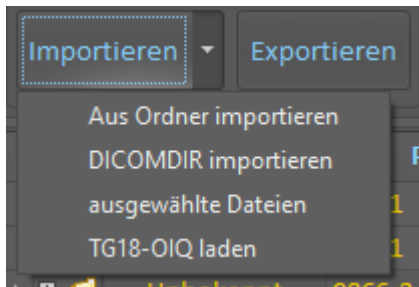 Importieren Exportieren
Aus Ordner importieren
DICOMDIR importieren
ausgewählte Dateien
TG18-OIQ laden